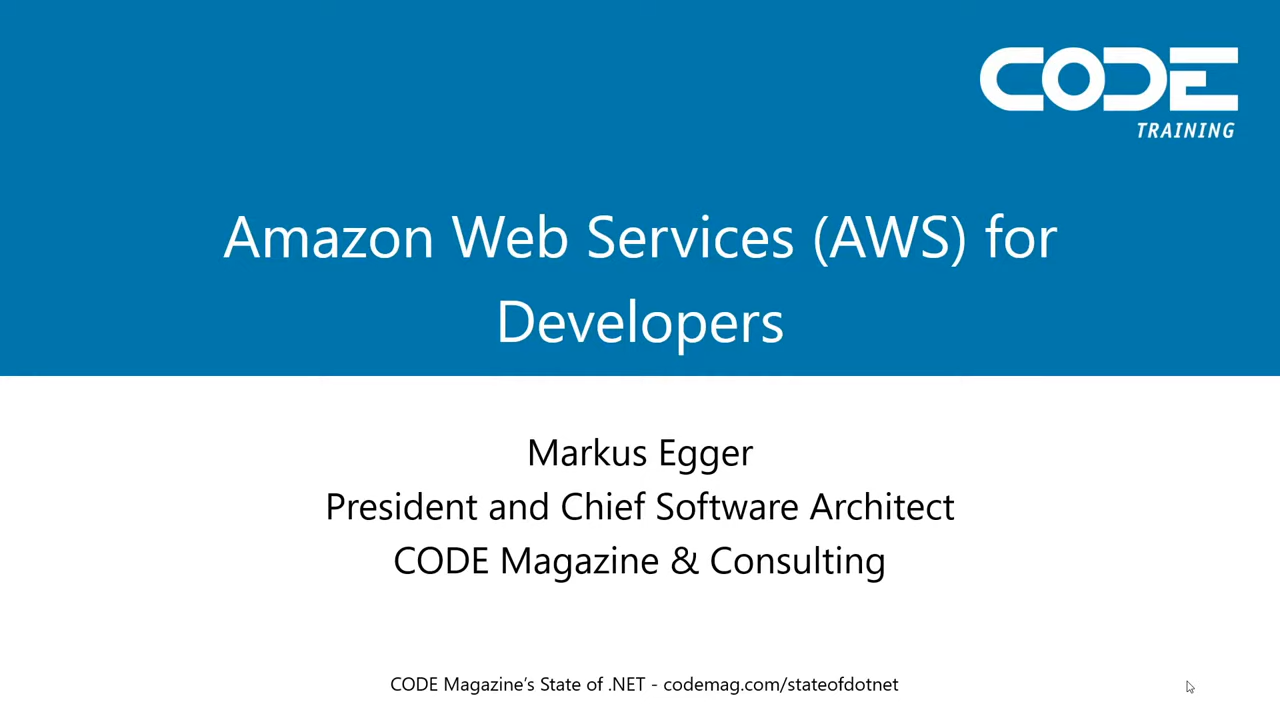 CODE
TRAINING
Amazon Web Services (AWS) for
Developers
Markus Egger
President and Chief Software Architect
CODE Magazine & Consulting
CODE Magazine’s State of .NET - codemag.com/stateofdotnet